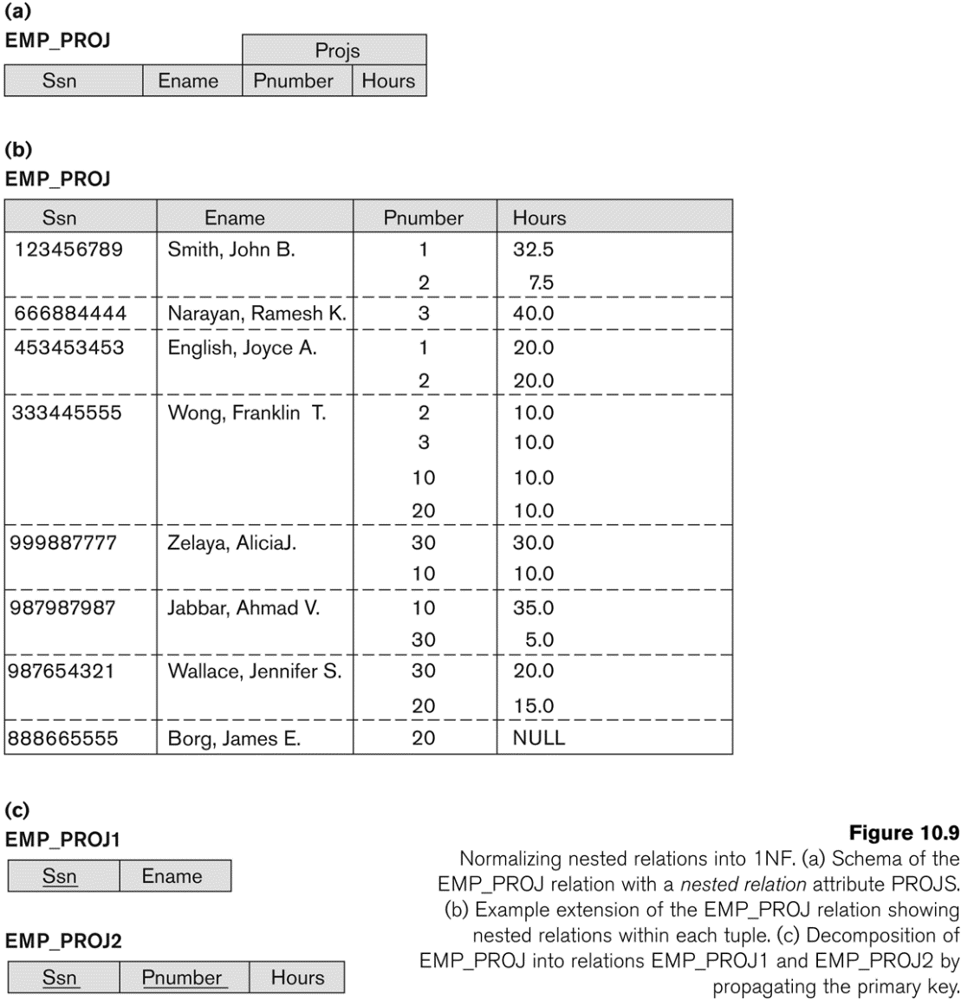 (a)
EMP_PROJ
Projs
Ssn Ename Pnumber Hours
(b)
EMP_PROJ
Ssn Ename Pnumber Hours
123456789 Smith, John B. 1 32.5
2 7.5
666884444 Narayan, Ramesh K. 3 40.0
453453453 English, Joyce A. 1 20.0
2 20.0
333445555 Wong, Franklin T. 2 10.0
3 10.0
10 10.0
20 10.0
999887777 Zelaya, AliciaJ. 30 30.0
10 10.0
987987987 Jabbar, Ahmad V. 10 35.0
30 5.0
987654321 Wallace, Jennifer S. 30 20.0
20 15.0
888665555 Borg, James E. 20 NULL
(c)
EMP_PROJ1
Ssn Ename
EMP_PROJ2
Ssn Pnumber Hours
Figure 10.9
Normalizing nested relations into 1NF. (a) Schema of the
EMP_PROJ relation with a nested relation attribute PROJS.
(b) Example extension of the EMP_PROJ relation showing
nested relations within each tuple. (c) Decomposition of
EMP_PROJ into relations EMP_PROJ1 and EMP_PROJ2 by
propagating the primary key.